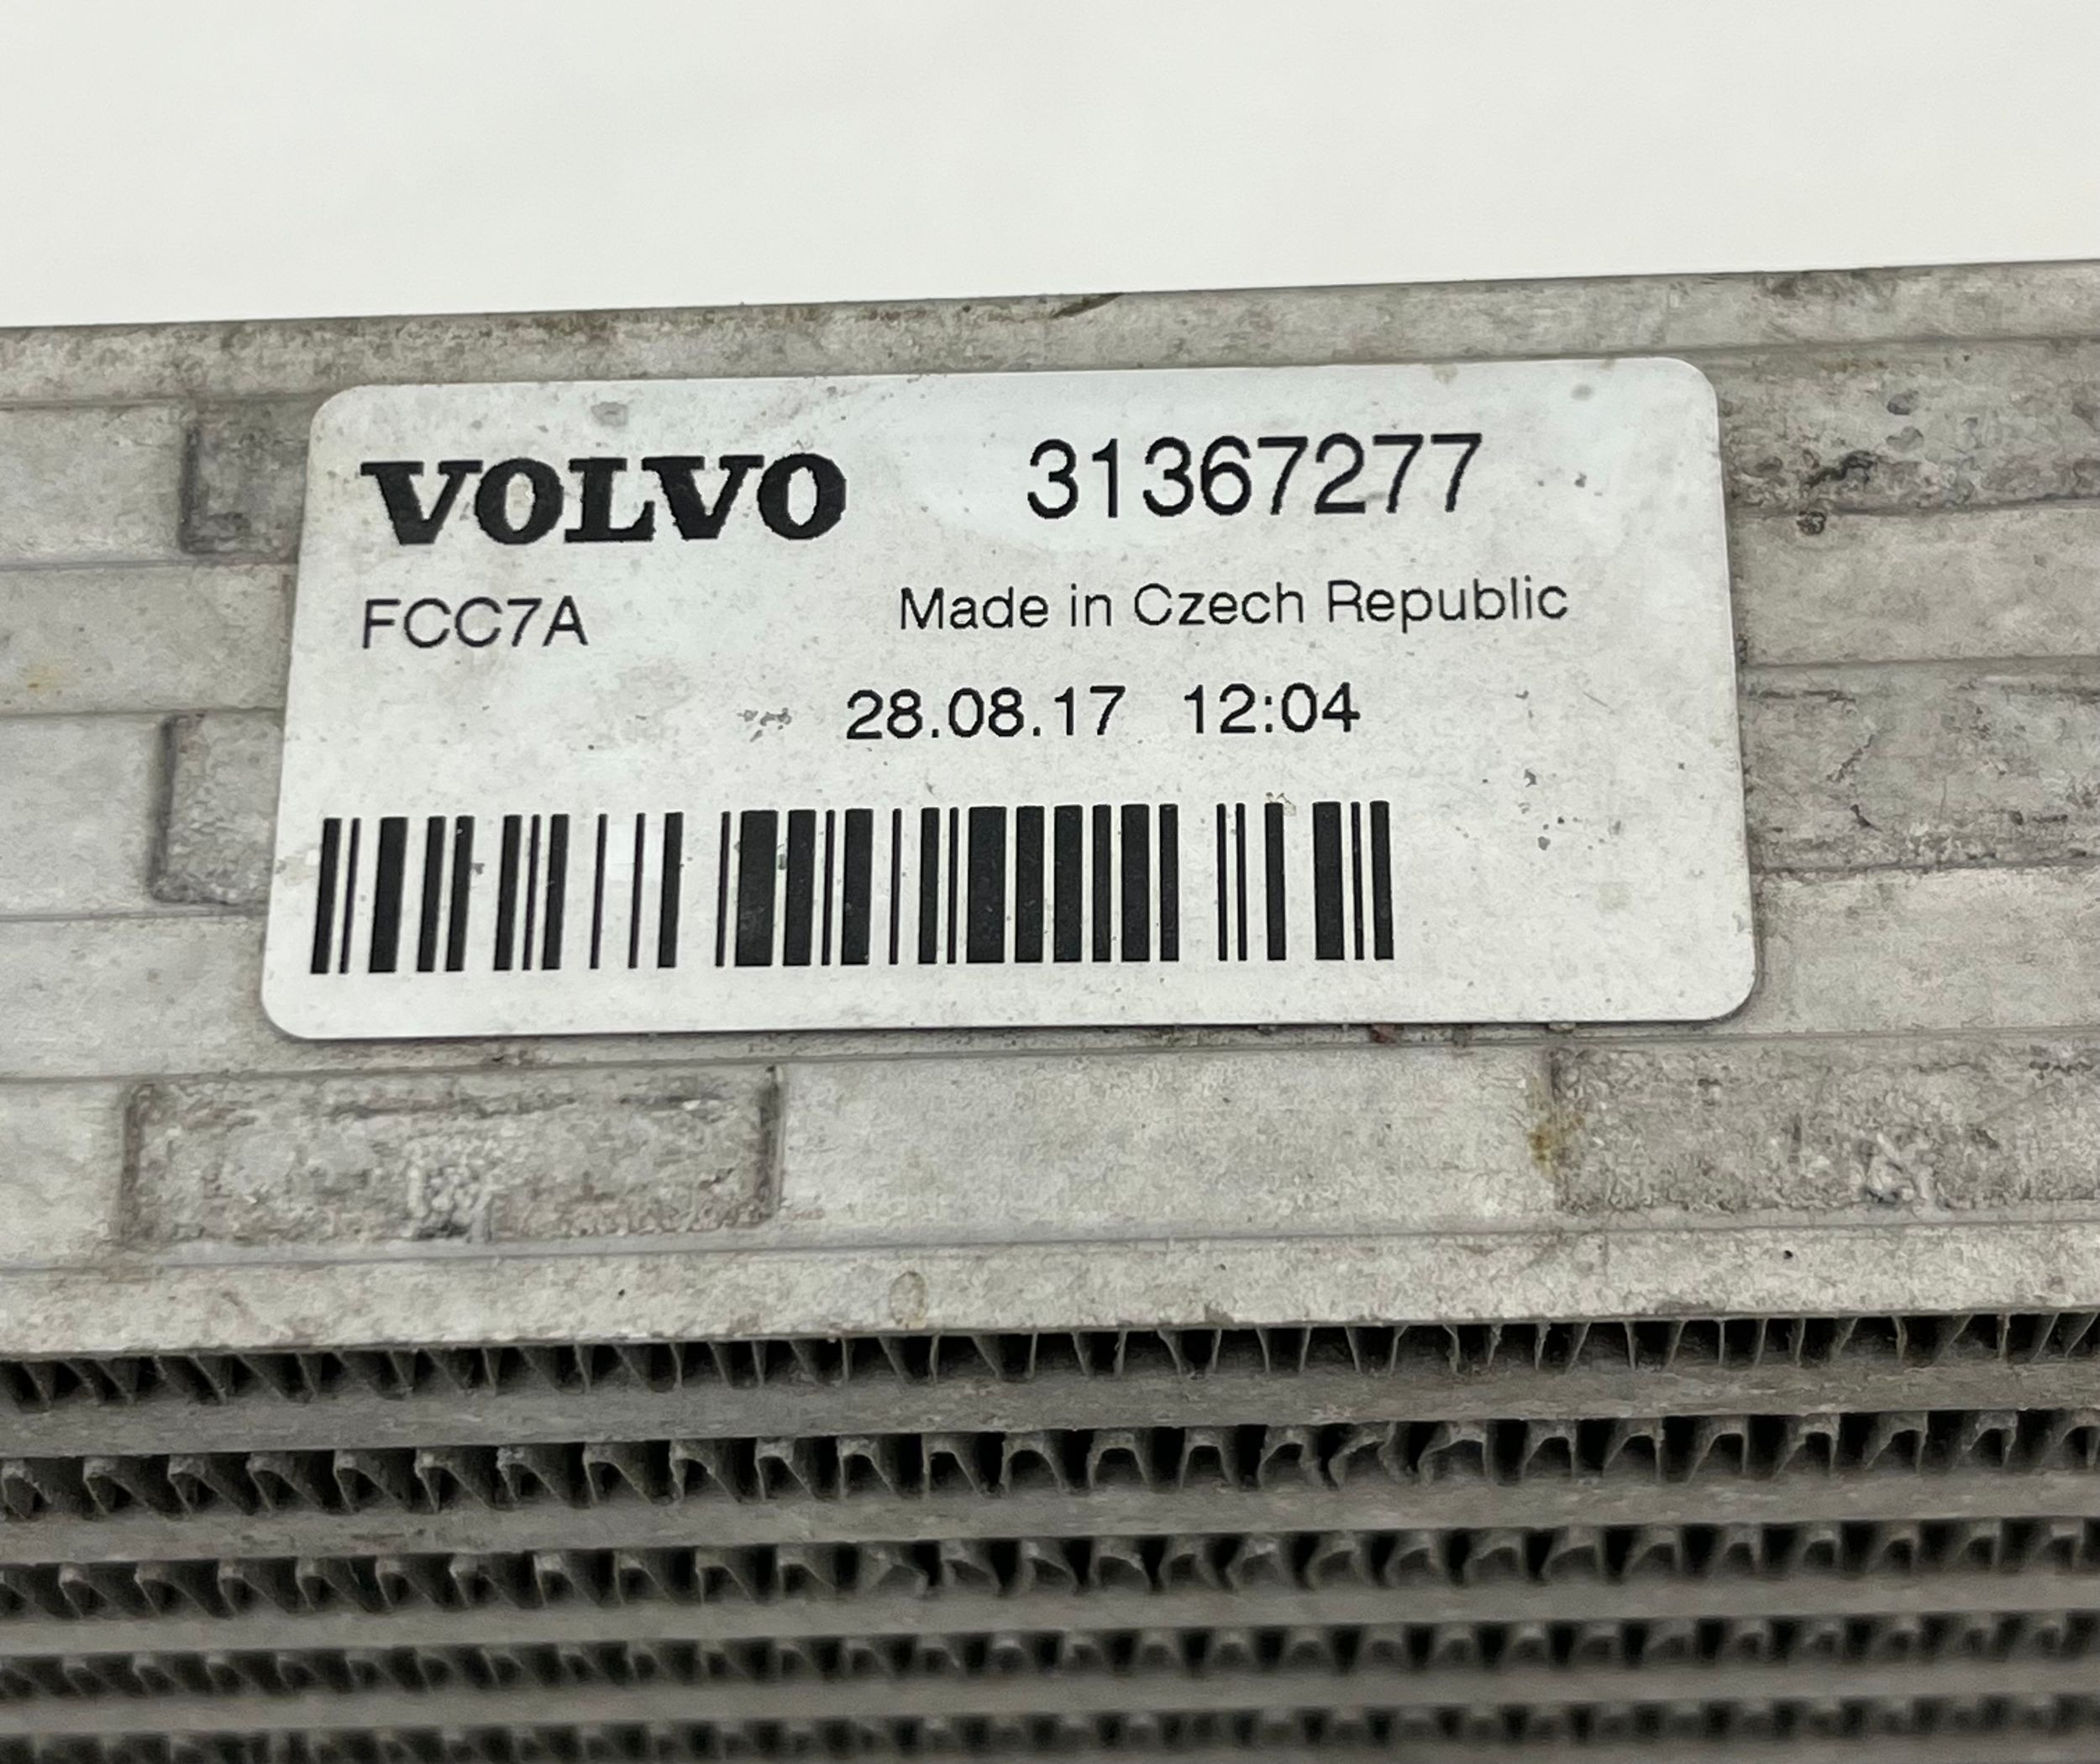 VOLVO 31367277
FCC7A Made in Czech Republic
28.08.17 12:04